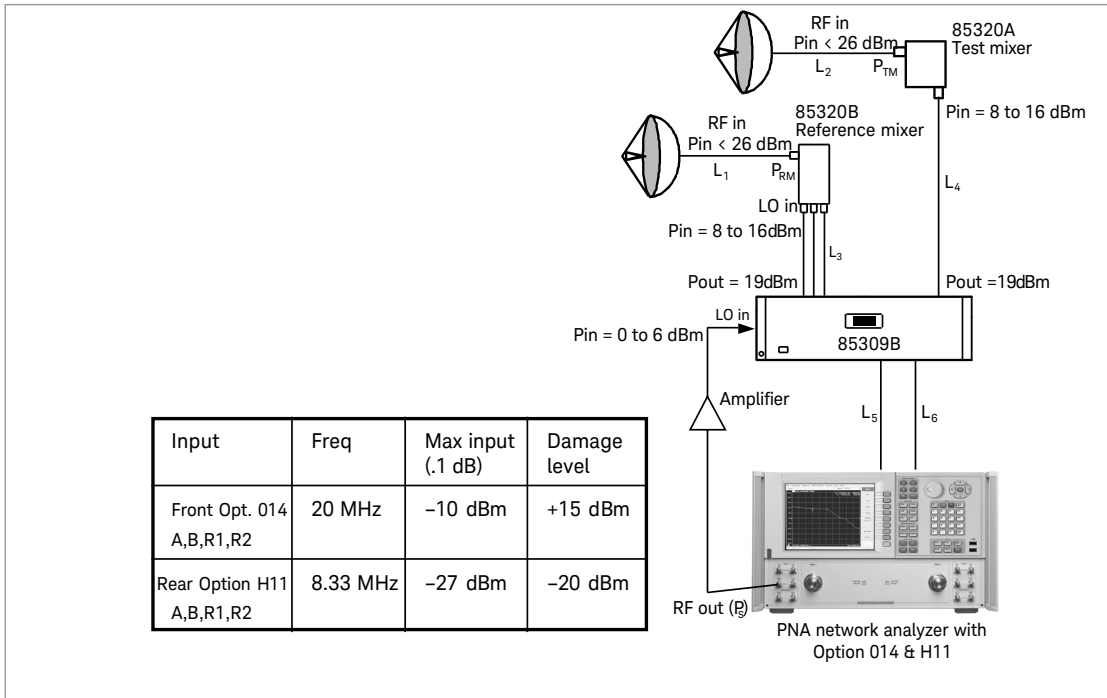 RF in
Pin < 26 dBm
L2
PTM
85320A
Test mixer
Pin = 8 to 16 dBm
85320B
Reference mixer
RF in
Pin < 26 dBm
L1
PRM
LO in
Pin = 8 to 16dBm
L3
L4
Pout = 19dBm
Pout =19dBm
LO in
Pin = 0 to 6 dBm
85309B
Amplifier
L5
L6
Input Freq Max input (.1 dB) Damage level
Front Opt. 014 A,B,R1,R2 20 MHz –10 dBm +15 dBm
Rear Option H11 A,B,R1,R2 8.33 MHz –27 dBm –20 dBm
RF out (PS)
PNA network analyzer with
Option 014 & H11